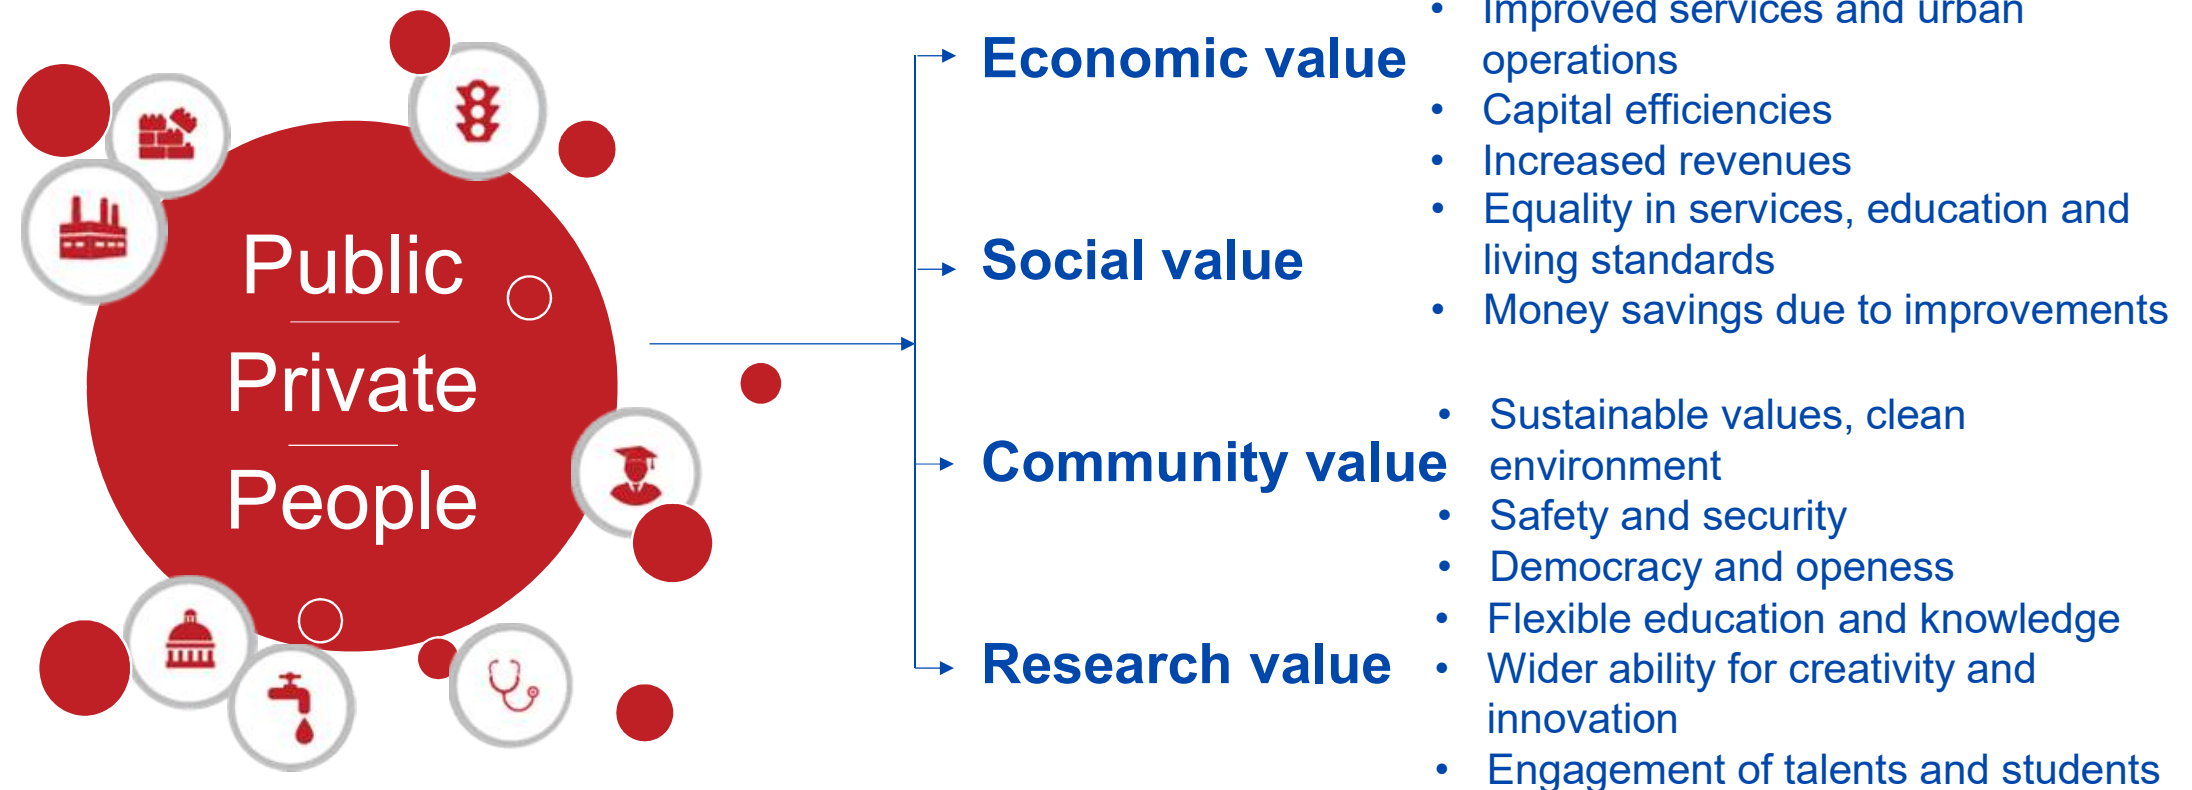 Public
Private
People
Economic value
• Improved services and urban
operations
• Capital efficiencies
• Increased revenues
Social value
• Equality in services, education and
living standards
• Money savings due to improvements
Community value
• Sustainable values, clean
environment
• Safety and security
• Democracy and openess
Research value
• Flexible education and knowledge
• Wider ability for creativity and
innovation
• Engagement of talents and students